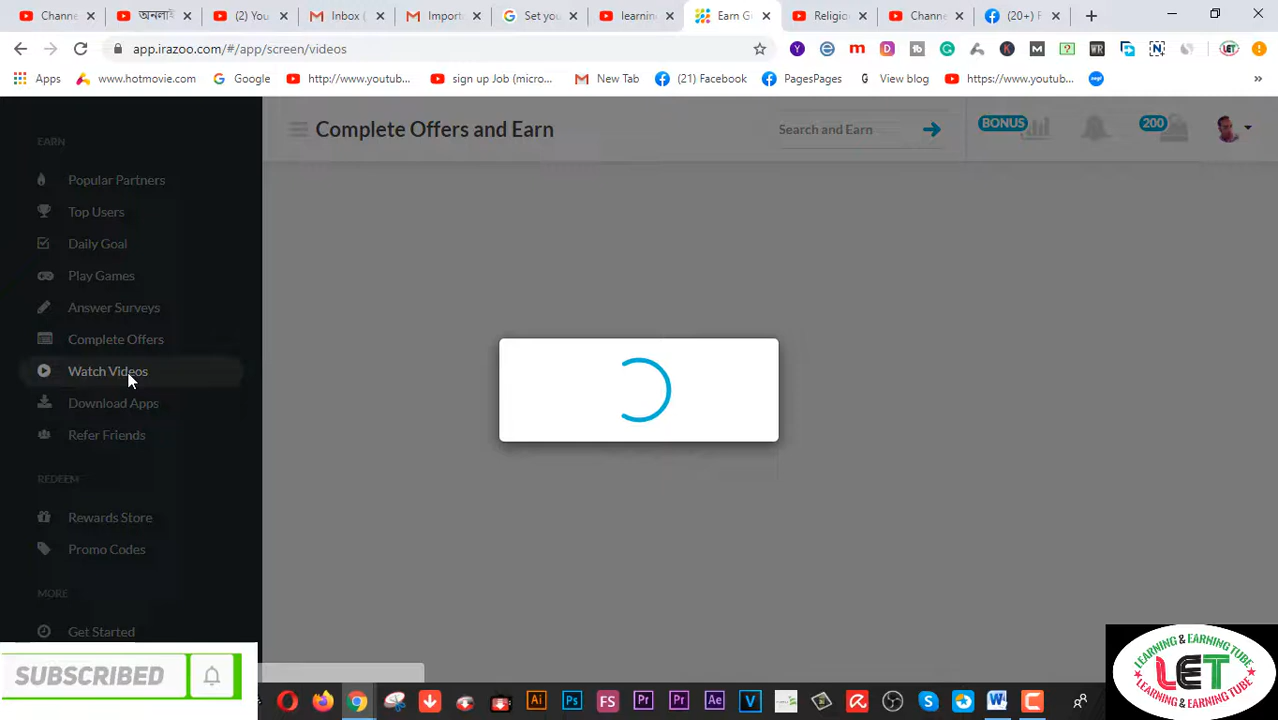 Channe
অনলাই
(2) You
Inbox (
Import
Set you
learnin
Earn G
Religio
Channe
(20+) F
app.irazoo.com/#/app/screen/videos
Apps
www.hotmovie.com
Google
http://www.youtub...
sign up Job (micro...
New Tab
(21) Facebook
PagesPages
View blog
https://www.youtub...
»
EARN
Popular Partners
Top Users
Daily Goal
Play Games
Answer Surveys
Complete Offers
Watch Videos
Download Apps
Refer Friends
REDEEM
Rewards Store
Promo Codes
MORE
Get Started
Complete Offers and Earn
Search and Earn
BONUS
200
SUBSCRIBED
LEARNING & EARNING TUBE
LET
LEARNING & EARNING TUBE